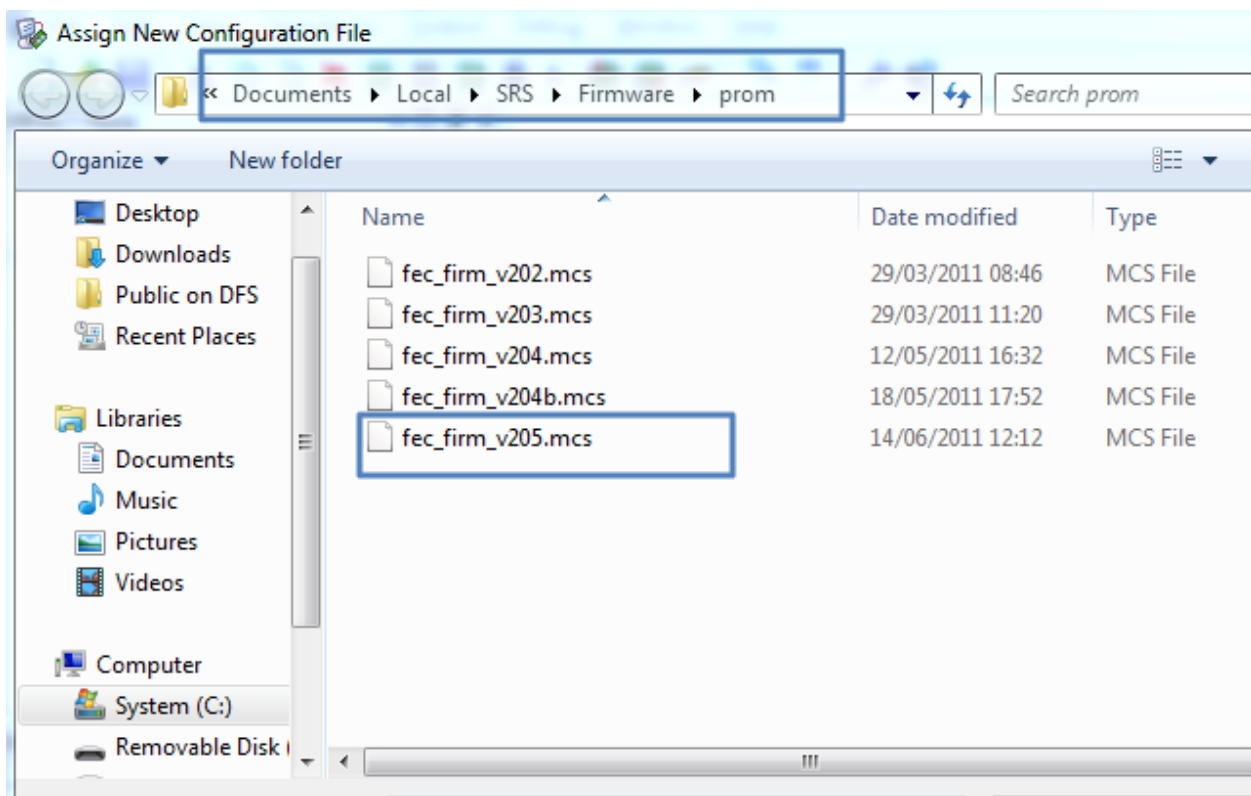 Assign New Configuration File
« Documents ▸ Local ▸ SRS ▸ Firmware ▸ prom
Search prom
Organize ▾ New folder
Desktop
Downloads
Public on DFS
Recent Places
Libraries
Documents
Music
Pictures
Videos
Computer
System (C:)
Removable Disk (
Name Date modified Type
fec_firm_v202.mcs 29/03/2011 08:46 MCS File
fec_firm_v203.mcs 29/03/2011 11:20 MCS File
fec_firm_v204.mcs 12/05/2011 16:32 MCS File
fec_firm_v204b.mcs 18/05/2011 17:52 MCS File
fec_firm_v205.mcs 14/06/2011 12:12 MCS File